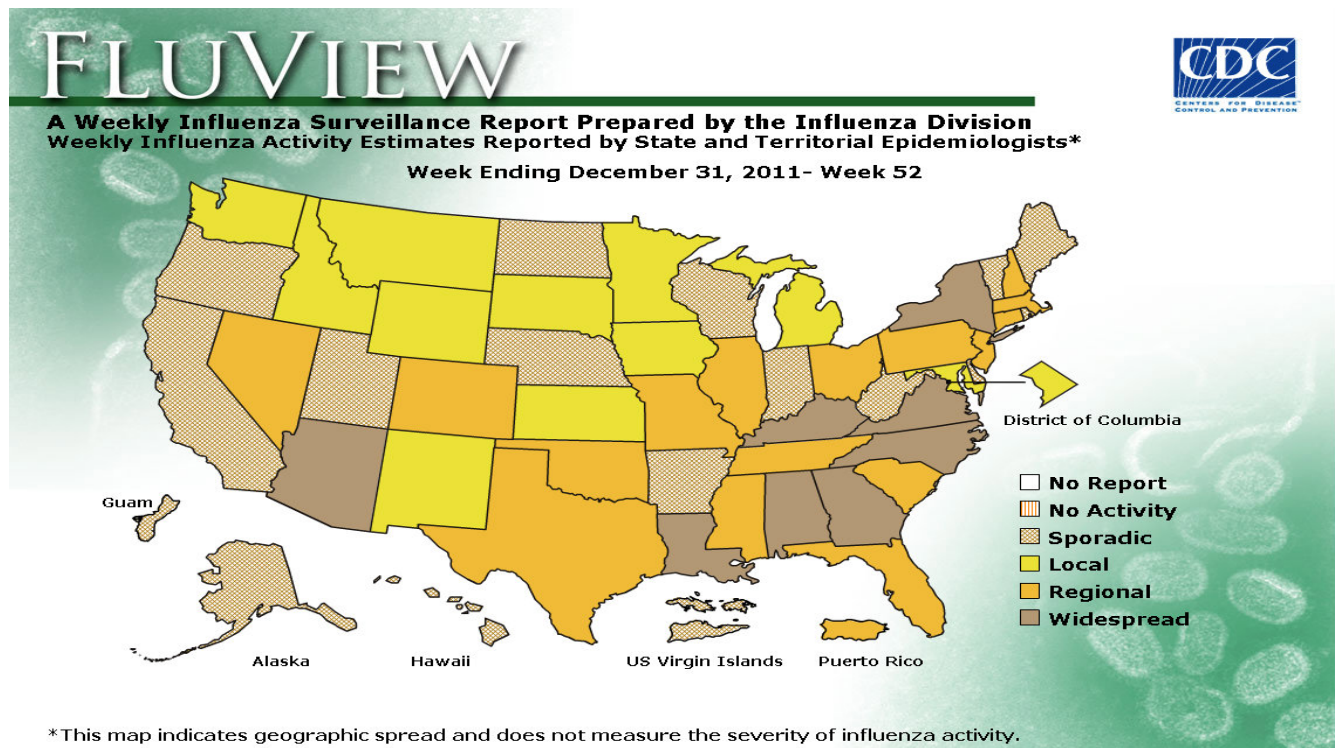 FLUVIEW
CDC
CENTERS FOR DISEASE™
CONTROL AND PREVENTION
A Weekly Influenza Surveillance Report Prepared by the Influenza Division
Weekly Influenza Activity Estimates Reported by State and Territorial Epidemiologists*
Week Ending December 31, 2011- Week 52
District of Columbia
Guam
No Report
No Activity
Sporadic
Local
Regional
Widespread
Alaska
Hawaii
US Virgin Islands
Puerto Rico
*This map indicates geographic spread and does not measure the severity of influenza activity.